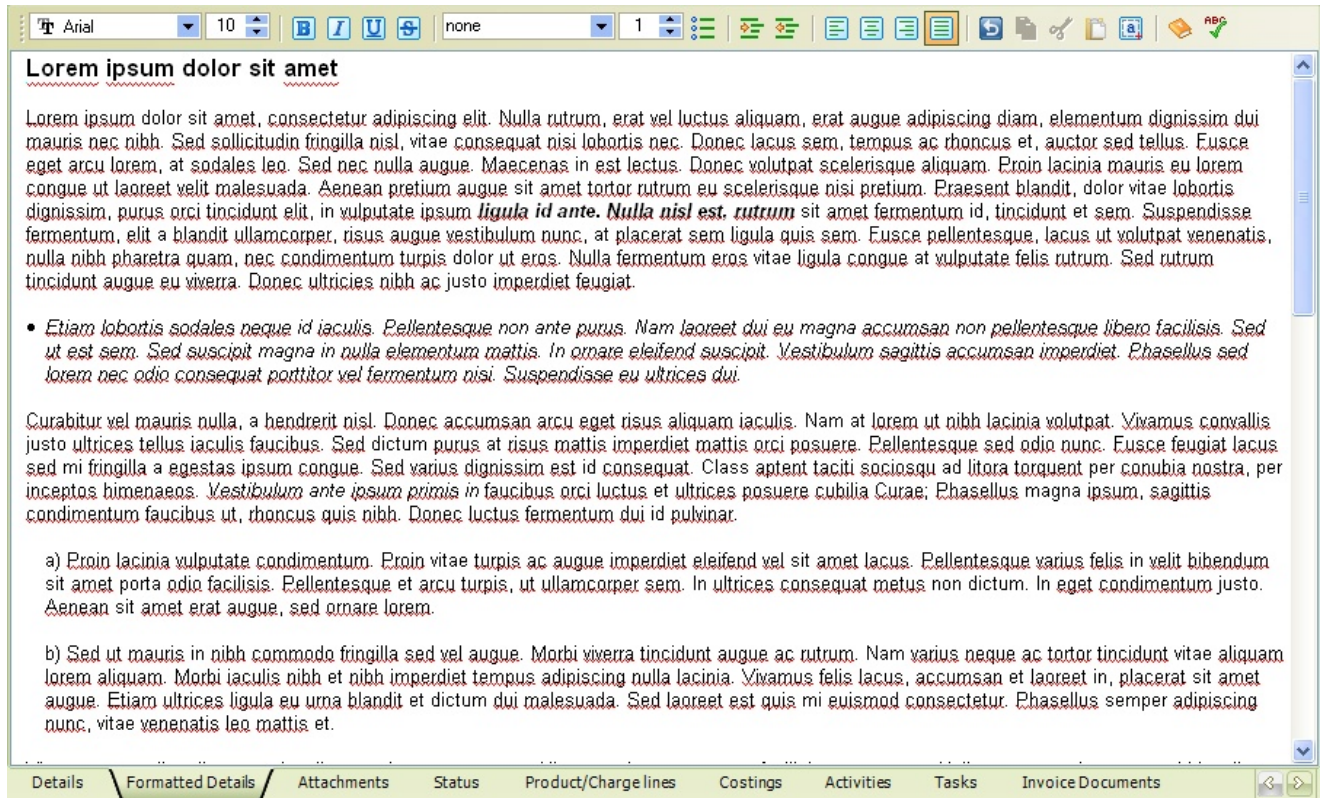 Arial 10 B I U S none 1 a ABC
Lorem ipsum dolor sit amet
Lorem ipsum dolor sit amet, consectetur adipiscing elit. Nulla rutrum, erat vel luctus aliquam, erat augue adipiscing diam, elementum dignissim dui
mauris nec nibh. Sed sollicitudin fringilla nisl, vitae consequat nisi lobortis nec. Donec lacus sem, tempus ac rhoncus et, auctor sed tellus. Fusce
eget arcu lorem, at sodales leo. Sed nec nulla augue. Maecenas in est lectus. Donec volutpat scelerisque aliquam. Proin lacinia mauris eu lorem
congue ut laoreet velit malesuada. Aenean pretium augue sit amet tortor rutrum eu scelerisque nisi pretium. Praesent blandit, dolor vitae lobortis
dignissim, purus orci tincidunt elit, in vulputate ipsum ligula id ante. Nulla nisl est, rutrum sit amet fermentum id, tincidunt et sem. Suspendisse
fermentum, elit a blandit ullamcorper, risus augue vestibulum nunc, at placerat sem ligula quis sem. Fusce pellentesque, lacus ut volutpat venenatis,
nulla nibh pharetra quam, nec condimentum turpis dolor ut eros. Nulla fermentum eros vitae ligula congue at vulputate felis rutrum. Sed rutrum
tincidunt augue eu viverra. Donec ultricies nibh ac justo imperdiet feugiat.
• Etiam lobortis sodales neque id iaculis. Pellentesque non ante purus. Nam laoreet dui eu magna accumsan non pellentesque libero facilisis. Sed
ut est sem. Sed suscipit magna in nulla elementum mattis. In ornare eleifend suscipit. Vestibulum sagittis accumsan imperdiet. Phasellus sed
lorem nec odio consequat porttitor vel fermentum nisi. Suspendisse eu ultrices dui.
Curabitur vel mauris nulla, a hendrerit nisl. Donec accumsan arcu eget risus aliquam iaculis. Nam at lorem ut nibh lacinia volutpat. Vivamus convallis
justo ultrices tellus iaculis faucibus. Sed dictum purus at risus mattis imperdiet mattis orci posuere. Pellentesque sed odio nunc. Fusce feugiat lacus
sed mi fringilla a egestas ipsum congue. Sed varius dignissim est id consequat. Class aptent taciti sociosqu ad litora torquent per conubia nostra, per
inceptos himenaeos. Vestibulum ante ipsum primis in faucibus orci luctus et ultrices posuere cubilia Curae; Phasellus magna ipsum, sagittis
condimentum faucibus ut, rhoncus quis nibh. Donec luctus fermentum dui id pulvinar.
a) Proin lacinia vulputate condimentum. Proin vitae turpis ac augue imperdiet eleifend vel sit amet lacus. Pellentesque varius felis in velit bibendum
sit amet porta odio facilisis. Pellentesque et arcu turpis, ut ullamcorper sem. In ultrices consequat metus non dictum. In eget condimentum justo.
Aenean sit amet erat augue, sed ornare lorem.
b) Sed ut mauris in nibh commodo fringilla sed vel augue. Morbi viverra tincidunt augue ac rutrum. Nam varius neque ac tortor tincidunt vitae aliquam
lorem aliquam. Morbi iaculis nibh et nibh imperdiet tempus adipiscing nulla lacinia. Vivamus felis lacus, accumsan et laoreet in, placerat sit amet
augue. Etiam ultrices ligula eu urna blandit et dictum dui malesuada. Sed laoreet est quis mi euismod consectetur. Phasellus semper adipiscing
nunc, vitae venenatis leo mattis et.
Details Formatted Details Attachments Status Product/Charge lines Costings Activities Tasks Invoice Documents